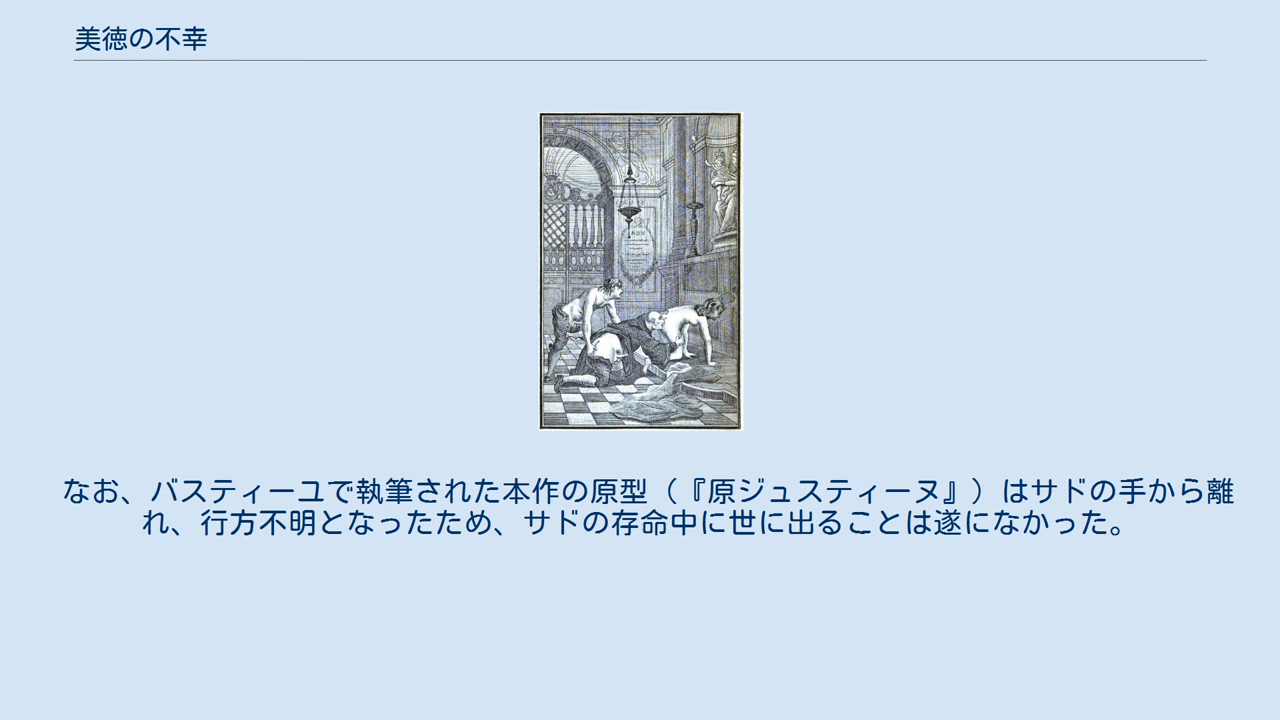 美徳の不幸
なお、バスティーユで執筆された本作の原型（『原ジュスティーヌ』）はサドの手から離
れ、行方不明となったため、サドの存命中に世に出ることは遂になかった。